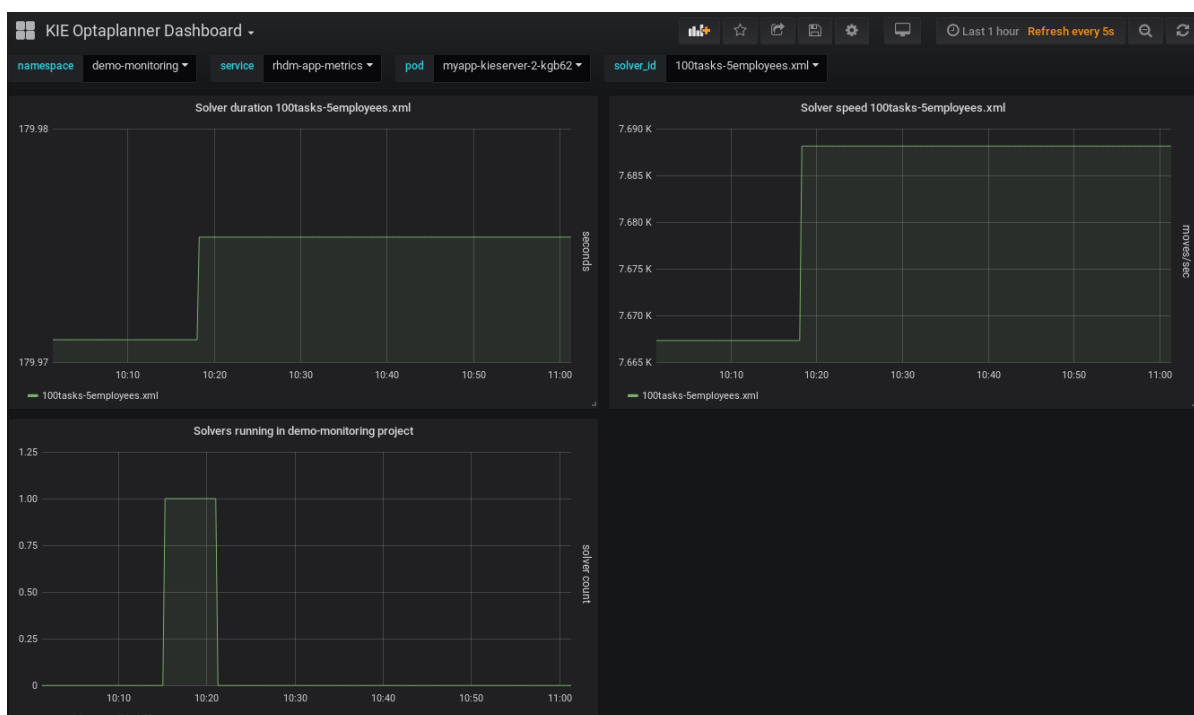 KIE Optaplanner Dashboard
Last 1 hour Refresh every 5s
namespace demo-monitoring service rhdm-app-metrics pod myapp-kieserver-2-kgb62 solver_id 100tasks-5employees.xml
Solver duration 100tasks-5employees.xml
179.98
179.97
seconds
10:10 10:20 10:30 10:40 10:50 11:00
100tasks-5employees.xml
Solver speed 100tasks-5employees.xml
7.690 K
7.685 K
7.680 K
7.675 K
7.670 K
7.665 K
moves/sec
10:10 10:20 10:30 10:40 10:50 11:00
100tasks-5employees.xml
Solvers running in demo-monitoring project
1.25
1.00
0.75
0.50
0.25
0
solver count
10:10 10:20 10:30 10:40 10:50 11:00